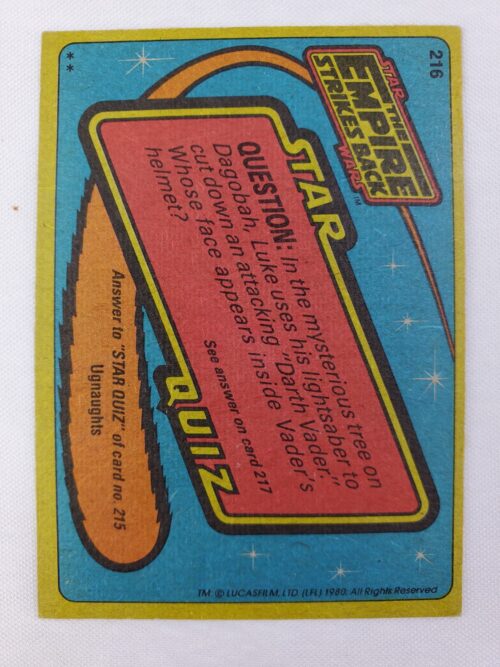 216
STAR
THE
EMPIRE
STRIKES BACK
WARS™
STAR
QUESTION: In the mysterious tree on
Dagobah, Luke uses his lightsaber to
cut down an attacking "Darth Vader."
Whose face appears inside Vader's
helmet?
See answer on card 217
QUIZ
Answer to "STAR QUIZ" of card no. 215
Ugnaughts
**
TM: © LUCASFILM, LTD. (LFL) 1980. All Rights Reserved